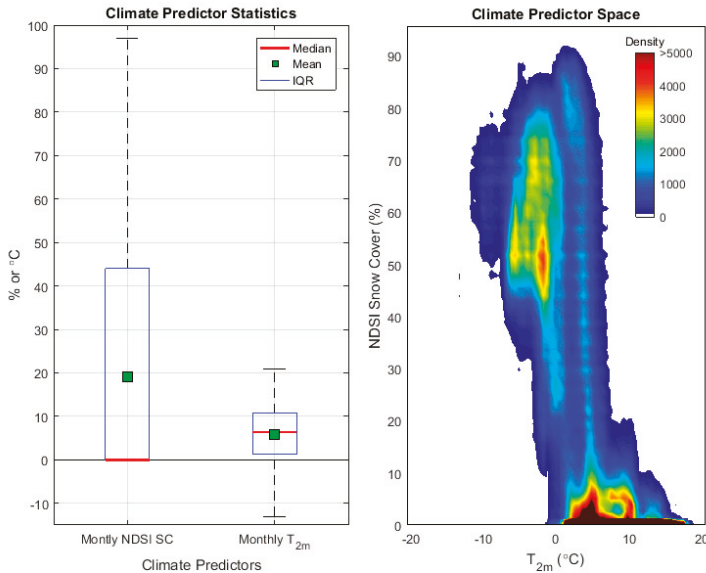 Climate Predictor Statistics
100
90
80
70
60
50
40
30
20
10
0
-10
% or °C
Median
Mean
IQR
Montly NDSI SC
Monthly T2m
Climate Predictors
Climate Predictor Space
90
80
70
60
50
40
30
20
10
0
NDSI Snow Cover (%)
Density
>5000
4000
3000
2000
1000
0
-20
-10
0
10
20
T2m (°C)